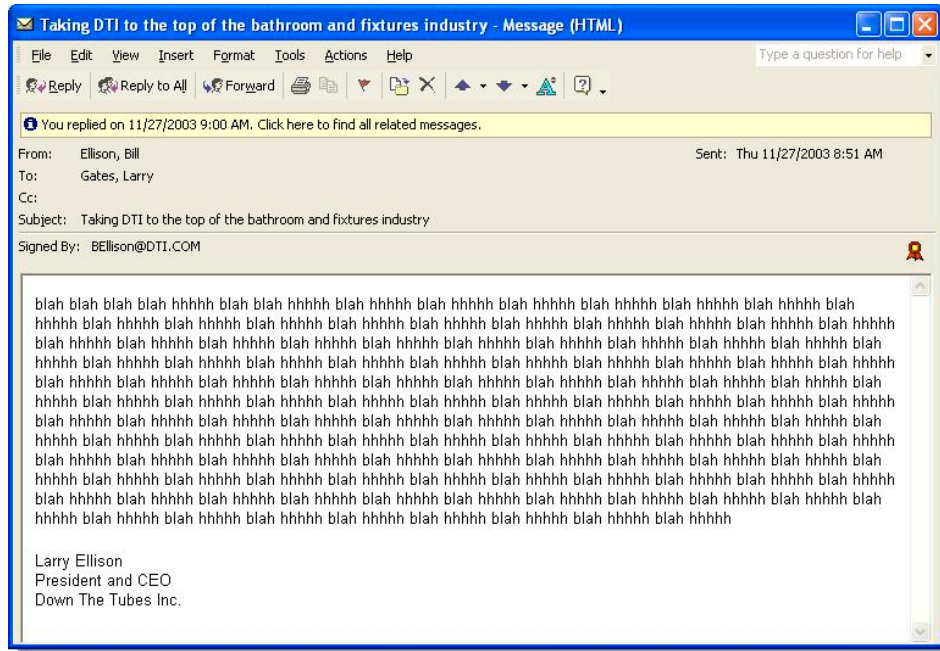 Taking DTI to the top of the bathroom and fixtures industry - Message (HTML)
File Edit View Insert Format Tools Actions Help Type a question for help
Reply Reply to All Forward
You replied on 11/27/2003 9:00 AM. Click here to find all related messages.
From: Ellison, Bill Sent: Thu 11/27/2003 8:51 AM
To: Gates, Larry
Cc:
Subject: Taking DTI to the top of the bathroom and fixtures industry
Signed By: BEllison@DTI.COM
blah blah blah blah hhhhh blah blah hhhhh blah hhhhh blah hhhhh blah hhhhh blah hhhhh blah hhhhh blah hhhhh blah
hhhhh blah hhhhh blah hhhhh blah hhhhh blah hhhhh blah hhhhh blah hhhhh blah hhhhh blah hhhhh blah hhhhh blah hhhhh
blah hhhhh blah hhhhh blah hhhhh blah hhhhh blah hhhhh blah hhhhh blah hhhhh blah hhhhh blah hhhhh blah hhhhh blah
hhhhh blah hhhhh blah hhhhh blah hhhhh blah hhhhh blah hhhhh blah hhhhh blah hhhhh blah hhhhh blah hhhhh blah hhhhh
blah hhhhh blah hhhhh blah hhhhh blah hhhhh blah hhhhh blah hhhhh blah hhhhh blah hhhhh blah hhhhh blah hhhhh blah
hhhhh blah hhhhh blah hhhhh blah hhhhh blah hhhhh blah hhhhh blah hhhhh blah hhhhh blah hhhhh blah hhhhh blah hhhhh
blah hhhhh blah hhhhh blah hhhhh blah hhhhh blah hhhhh blah hhhhh blah hhhhh blah hhhhh blah hhhhh blah hhhhh blah
hhhhh blah hhhhh blah hhhhh blah hhhhh blah hhhhh blah hhhhh blah hhhhh blah hhhhh blah hhhhh blah hhhhh blah hhhhh
blah hhhhh blah hhhhh blah hhhhh blah hhhhh blah hhhhh blah hhhhh blah hhhhh blah hhhhh blah hhhhh blah hhhhh blah
hhhhh blah hhhhh blah hhhhh blah hhhhh blah hhhhh blah hhhhh blah hhhhh blah hhhhh blah hhhhh blah hhhhh blah hhhhh
blah hhhhh blah hhhhh blah hhhhh blah hhhhh blah hhhhh blah hhhhh blah hhhhh blah hhhhh blah hhhhh blah hhhhh blah
hhhhh blah hhhhh blah hhhhh blah hhhhh blah hhhhh blah hhhhh blah hhhhh blah hhhhh blah hhhhh
Larry Ellison
President and CEO
Down The Tubes Inc.